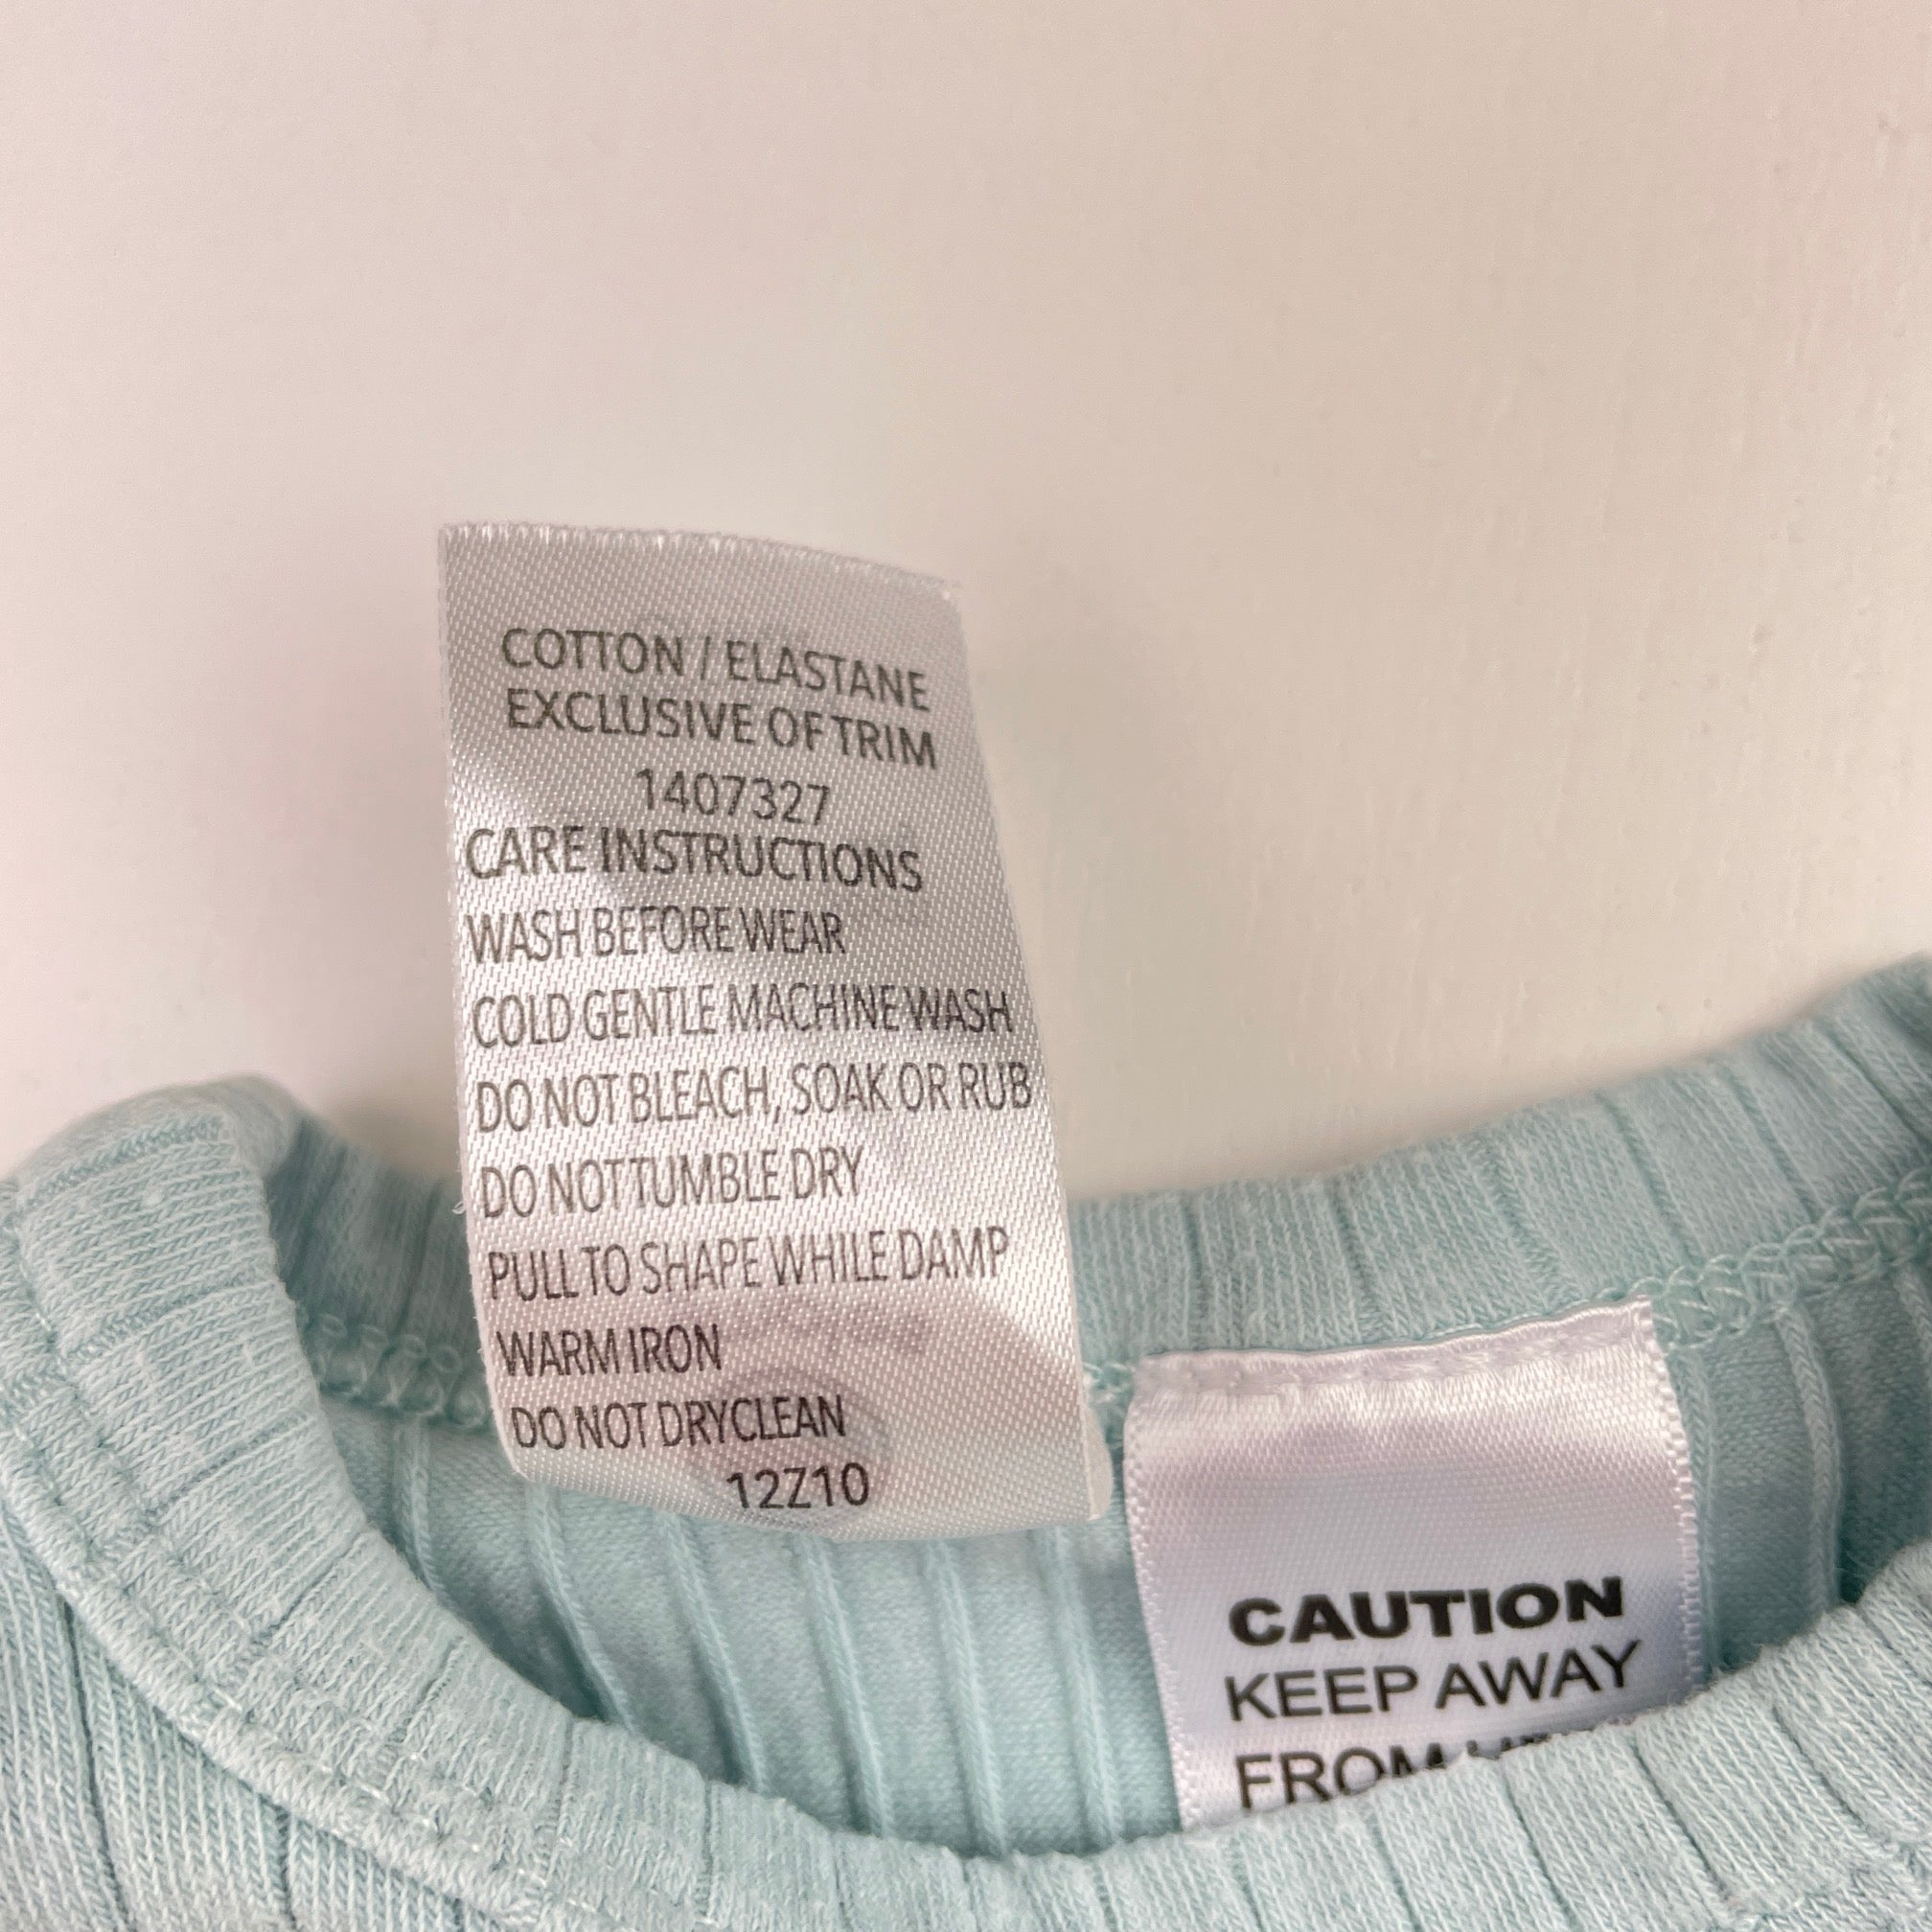 COTTON / ELASTANE
EXCLUSIVE OF TRIM
1407327
CARE INSTRUCTIONS
WASH BEFORE WEAR
COLD GENTLE MACHINE WASH
DO NOT BLEACH, SOAK OR RUB
DO NOT TUMBLE DRY
PULL TO SHAPE WHILE DAMP
WARM IRON
DO NOT DRYCLEAN
12Z10
CAUTION
KEEP AWAY
FROM